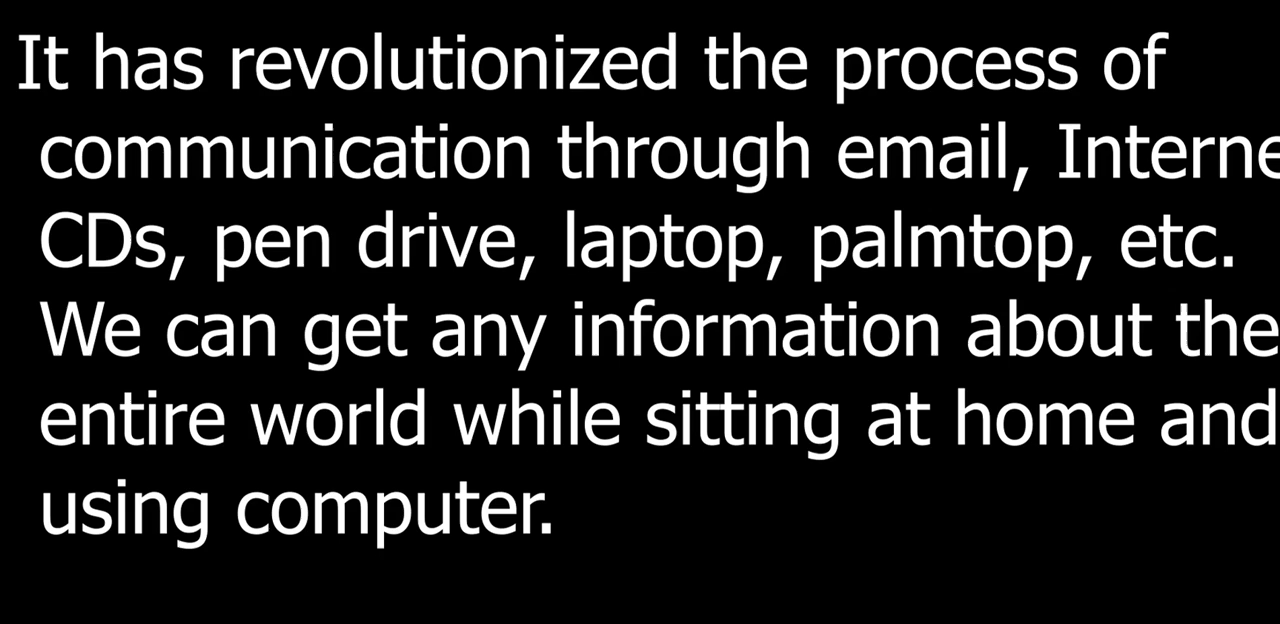 It has revolutionized the process of
communication through email, Interne
CDs, pen drive, laptop, palmtop, etc.
We can get any information about the
entire world while sitting at home and
using computer.